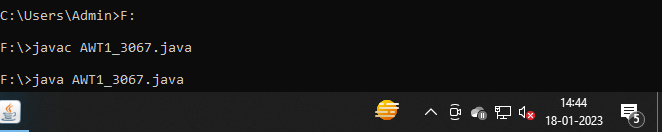 C:\Users\Admin>F:
F:\>javac AWT1_3067.java
F:\>java AWT1_3067.java
14:44
18-01-2023
5